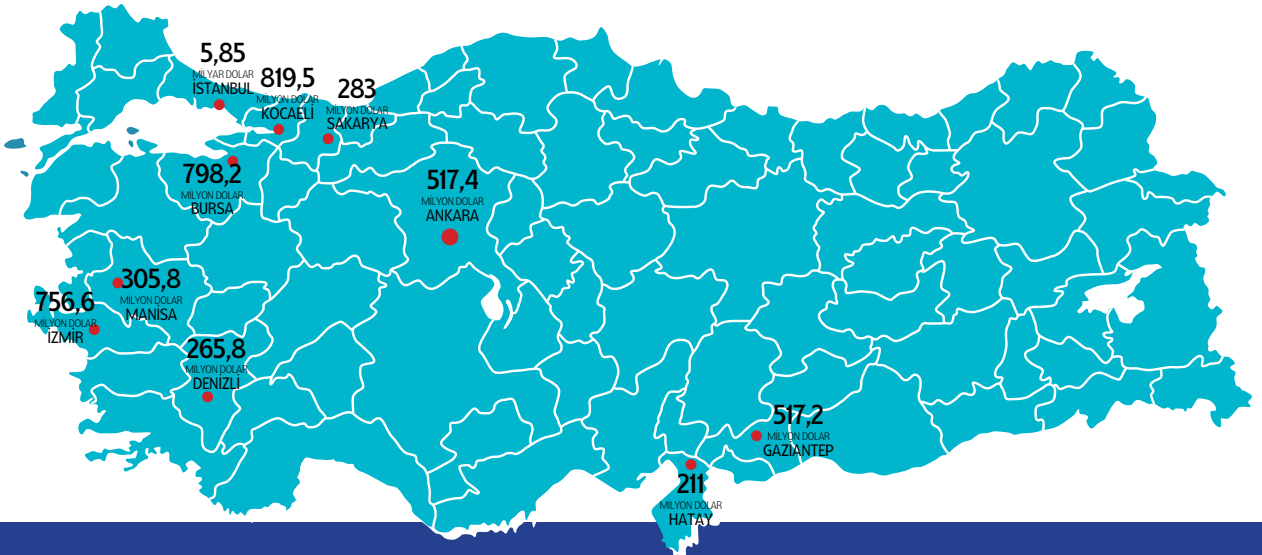 5,85
MİLYAR DOLAR
İSTANBUL
819,5
MİLYON DOLAR
KOCAELİ
283
MİLYON DOLAR
SAKARYA
798,2
MİLYON DOLAR
BURSA
517,4
MİLYON DOLAR
ANKARA
305,8
MİLYON DOLAR
MANİSA
756,6
MİLYON DOLAR
İZMİR
265,8
MİLYON DOLAR
DENİZLİ
517,2
MİLYON DOLAR
GAZİANTEP
211
MİLYON DOLAR
HATAY